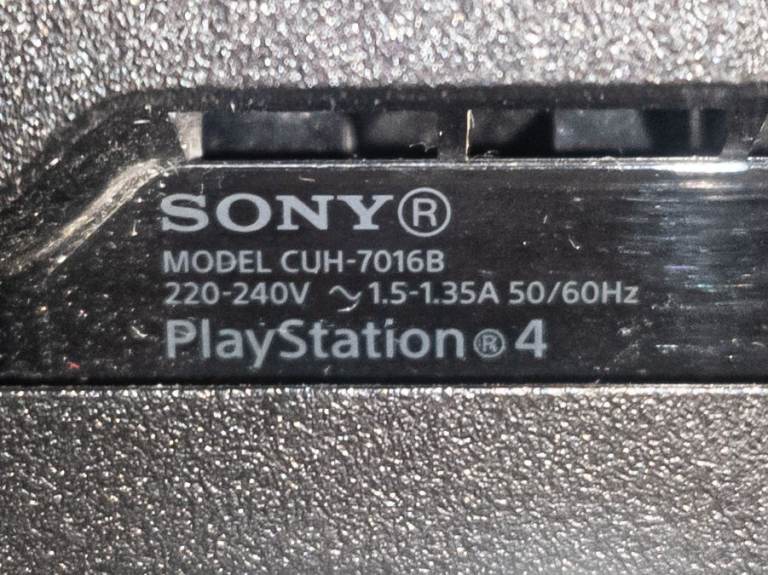 SONY®
MODEL CUH-7016B
220-240V ～1.5-1.35A 50/60Hz
PlayStation®4